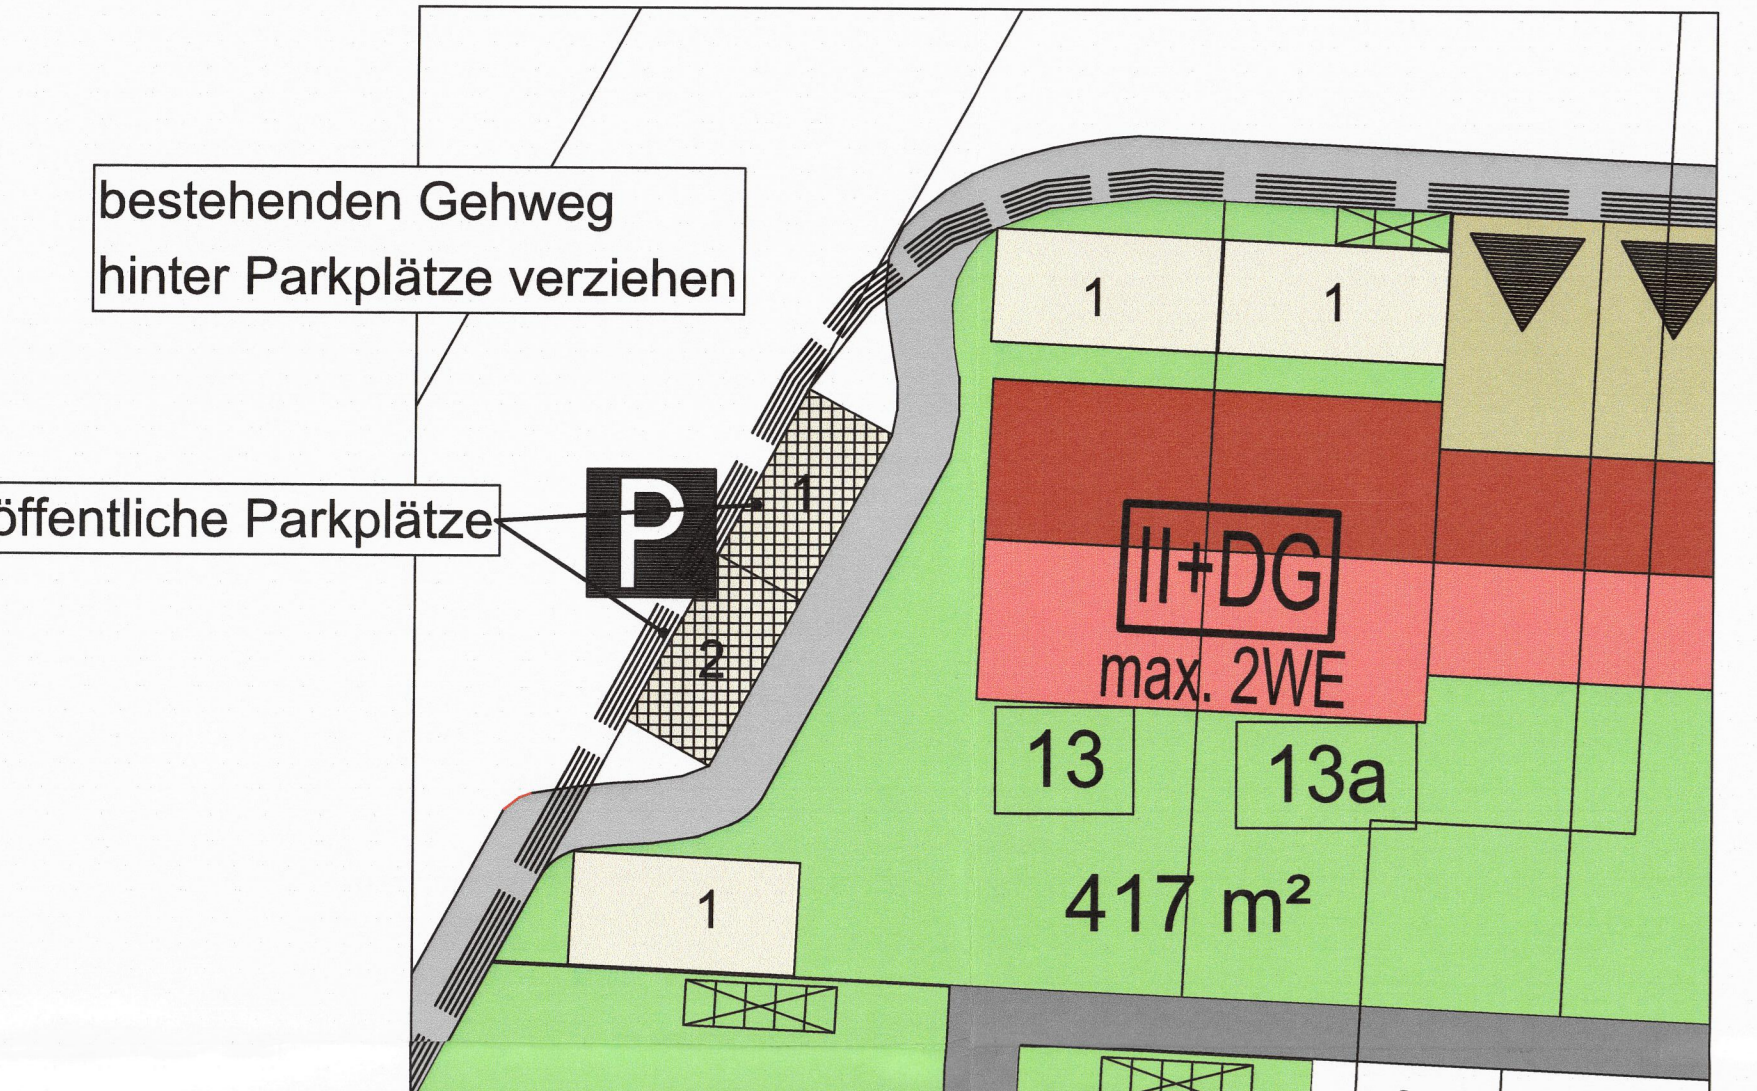 bestehenden Gehweg
hinter Parkplätze verziehen
1
1
öffentliche Parkplätze
P
1
II+DG
2
max. 2WE
13
13a
1
417 m²